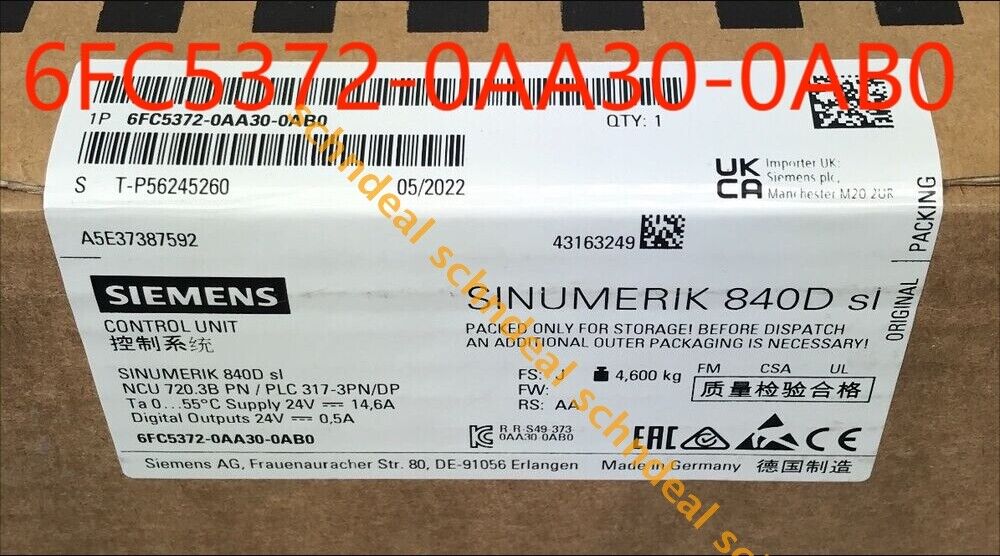 6FC5372-0AA30-0AB0
1P 6FC5372-0AA30-0AB0 QTY: 1
S T-P56245260 05/2022
UK CA
Importer UK:
Siemens plc,
Manchester M20 2UR
A5E37387592 43163249
ORIGINAL PACKING
SIEMENS
SINUMERIK 840D sl
CONTROL UNIT
控制系统
PACKED ONLY FOR STORAGE! BEFORE DISPATCH
AN ADDITIONAL OUTER PACKAGING IS NECESSARY!
SINUMERIK 840D sl
NCU 720.3B PN / PLC 317-3PN/DP
Ta 0...55°C Supply 24V 14,6A
Digital Outputs 24V 0,5A
6FC5372-0AA30-0AB0
FS: J 4,600 kg
FW:
RS: AA
FM CSA UL
质量检验合格
R-R-S49-373
0AA30-0AB0
EAC CE
Siemens AG, Frauenauracher Str. 80, DE-91056 Erlangen Made in Germany 德国制造
schndeal schndeal schndeal schndeal